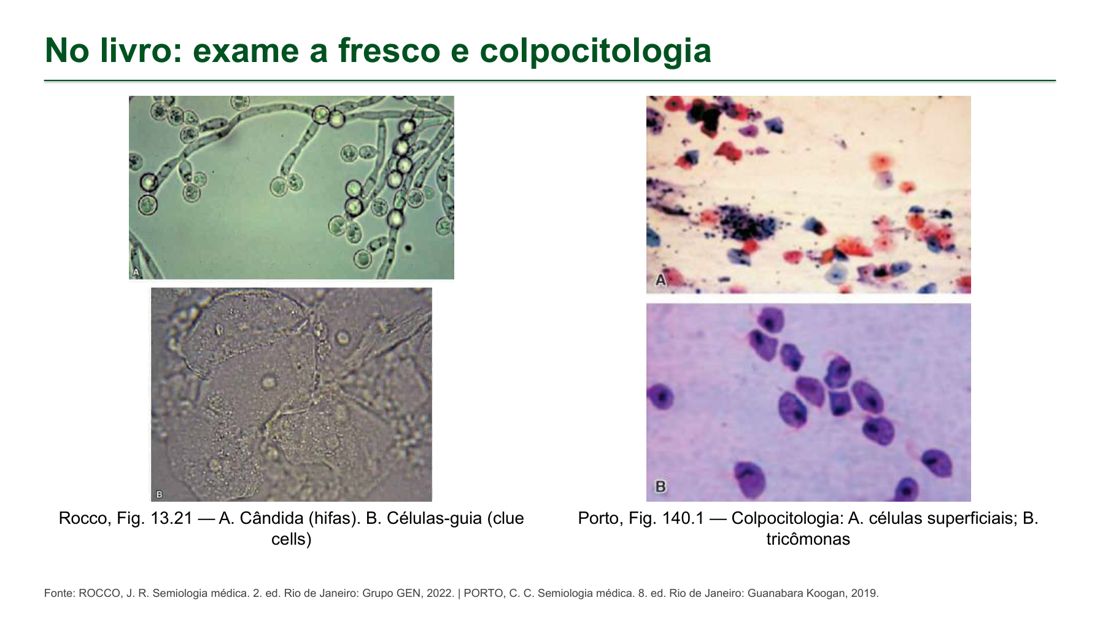 No livro: exame a fresco e colpocitologia
A
B
Rocco, Fig. 13.21 — A. Cândida (hifas). B. Células-guia (clue
cells)
A
B
Porto, Fig. 140.1 — Colpocitologia: A. células superficiais; B.
tricômonas
Fonte: ROCCO, J. R. Semiologia médica. 2. ed. Rio de Janeiro: Grupo GEN, 2022. | PORTO, C. C. Semiologia médica. 8. ed. Rio de Janeiro: Guanabara Koogan, 2019.